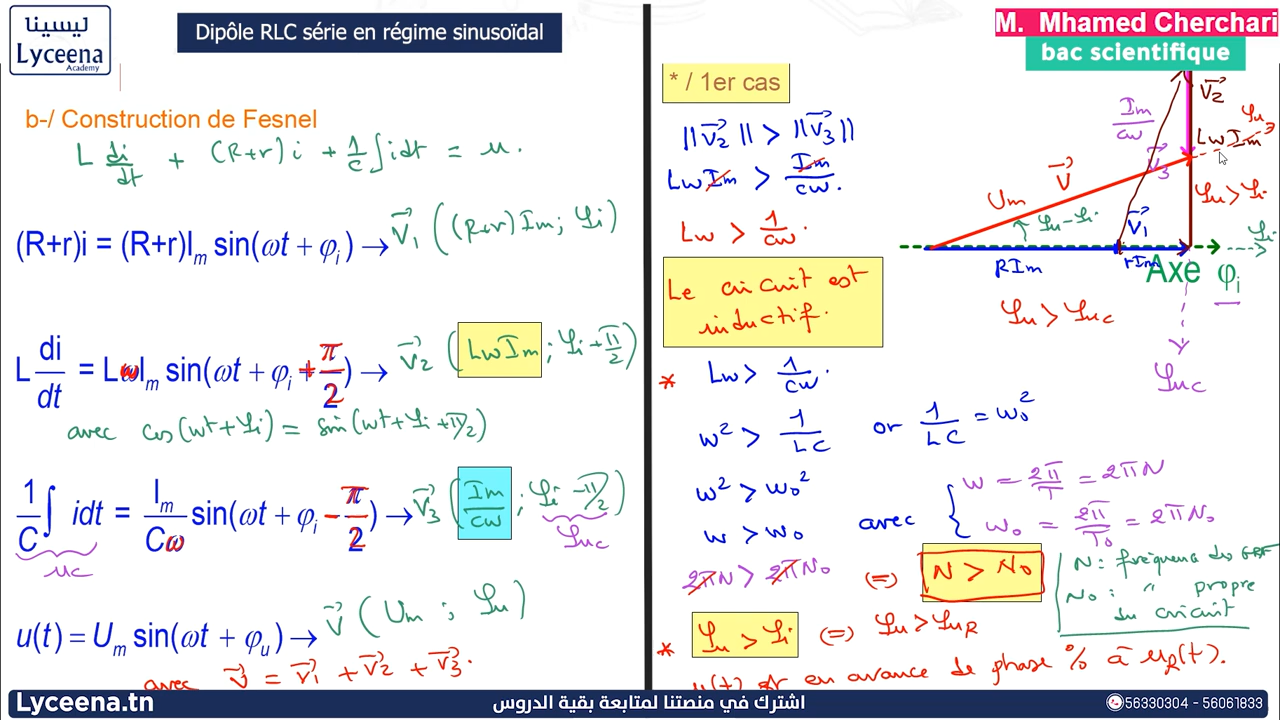 ليسينا
Lyceena
Academy
Dipôle RLC série en régime sinusoïdal
M. Mhamed Cherchari
bac scientifique
b-/ Construction de Fesnel
L di/dt + (R+r)i + 1/C ∫idt = u.
(R+r)i = (R+r)Iₘ sin(ωt + φᵢ) → V⃗₁ ((R+r)Im ; φi)
L di/dt = LωIₘ sin(ωt + φᵢ + π/2) → V⃗₂ (LωIm ; φi + π/2)
avec cos(ωt + φi) = sin(ωt + φi + π/2)
1/C ∫ idt = Iₘ/Cω sin(ωt + φᵢ - π/2) → V⃗₃ (Im/Cω ; φi - π/2)
uc
φuc
u(t) = Uₘ sin(ωt + φᵤ) → V⃗ (Um ; φu)
avec V⃗ = V⃗₁ + V⃗₂ + V⃗₃.
* / 1er cas
||V⃗₂|| > ||V⃗₃||
LωIm > Im/Cω.
Lω > 1/Cω.
Le circuit est
inductif.
* Lω > 1/Cω.
ω² > 1/LC or 1/LC = ω₀²
ω² > ω₀²
ω > ω₀ avec { ω = 2π/T = 2πN
ω₀ = 2π/T₀ = 2πN₀
2πN > 2πN₀ (=) N > N₀
N : fréquence du GBF
N₀ : " propre
du circuit
* φu > φi (=) φu > φuR
u(t) est en avance de phase % à uR(t).
V⃗₂
Im/Cω
φu
LωIm
V⃗₃
V⃗
Um
φu > φi
φu - φi
V⃗₁
φi
RIm
rIm
Axe φᵢ
φu > φuc
φuc
Lyceena.tn
اشترك في منصتنا لمتابعة بقية الدروس
56330304 - 56061833